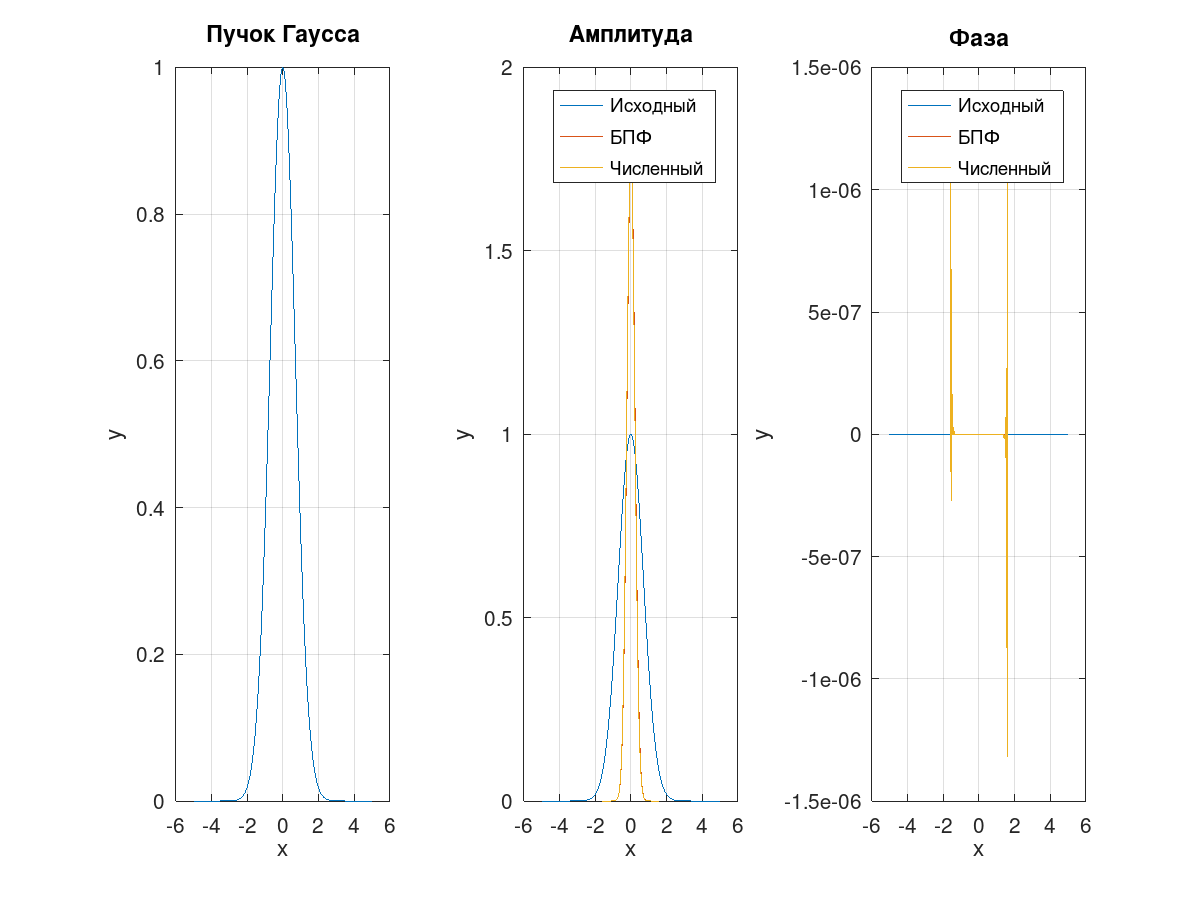 Пучок Гаусса
1
0.8
0.6
0.4
0.2
0
y
-6 -4 -2 0 2 4 6
x
Амплитуда
2
1.5
1
0.5
0
y
-6 -4 -2 0 2 4 6
x
Исходный
БПФ
Численный
Фаза
1.5e-06
1e-06
5e-07
0
-5e-07
-1e-06
-1.5e-06
y
-6 -4 -2 0 2 4 6
x
Исходный
БПФ
Численный